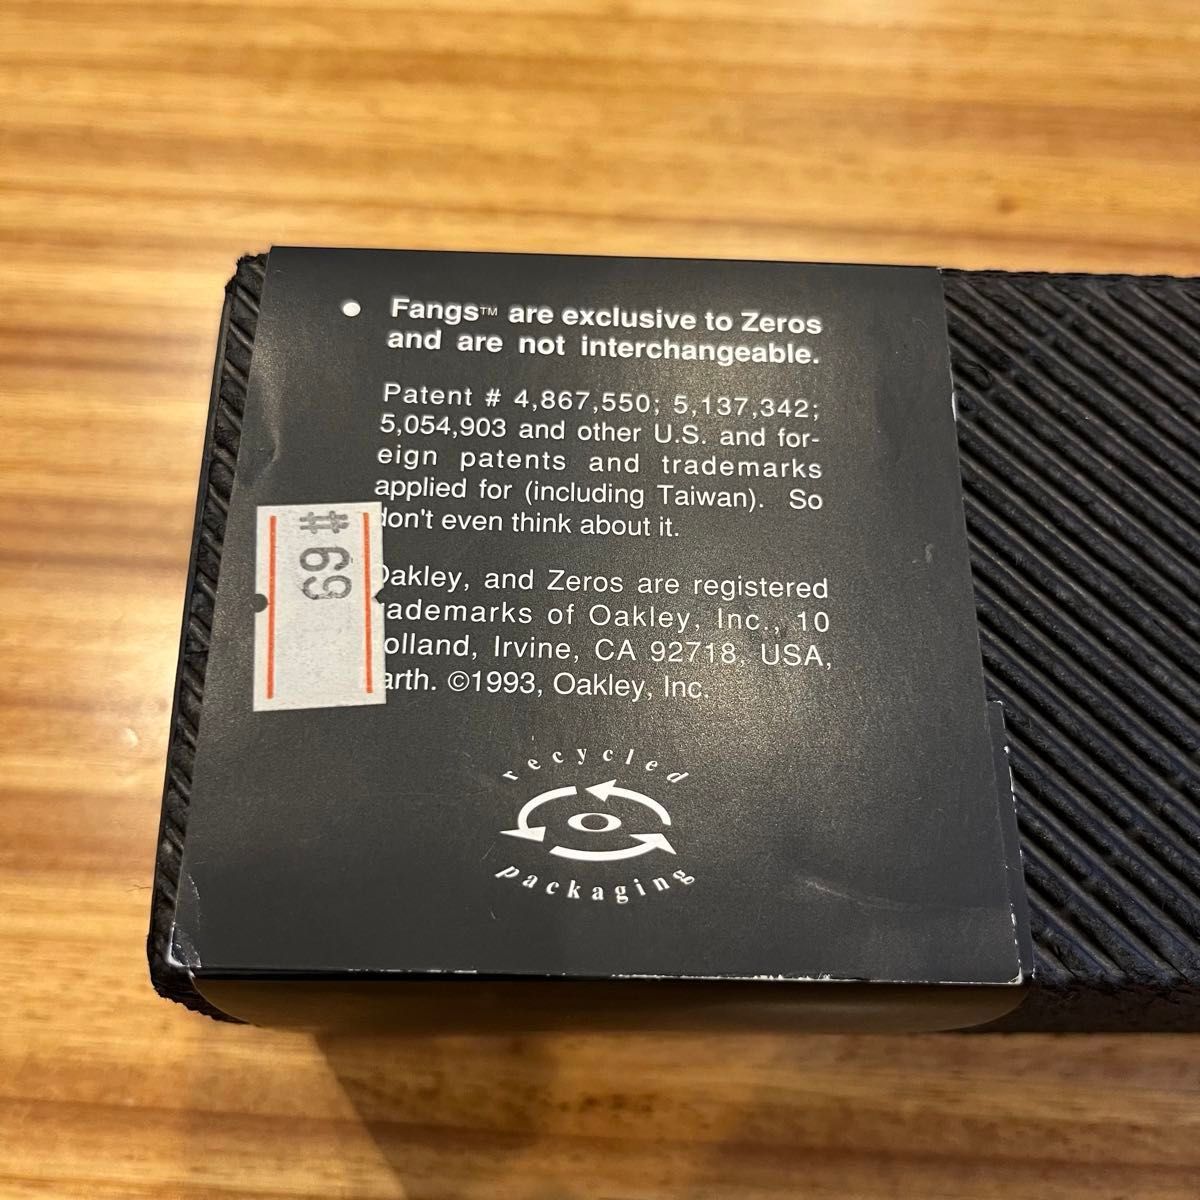 ● Fangs™ are exclusive to Zeros
and are not interchangeable.
Patent # 4,867,550; 5,137,342;
5,054,903 and other U.S. and for-
eign patents and trademarks
applied for (including Taiwan). So
don't even think about it.
Oakley, and Zeros are registered
rademarks of Oakley, Inc., 10
olland, Irvine, CA 92718, USA,
arth. ©1993, Oakley, Inc.
#69
recycled
packaging